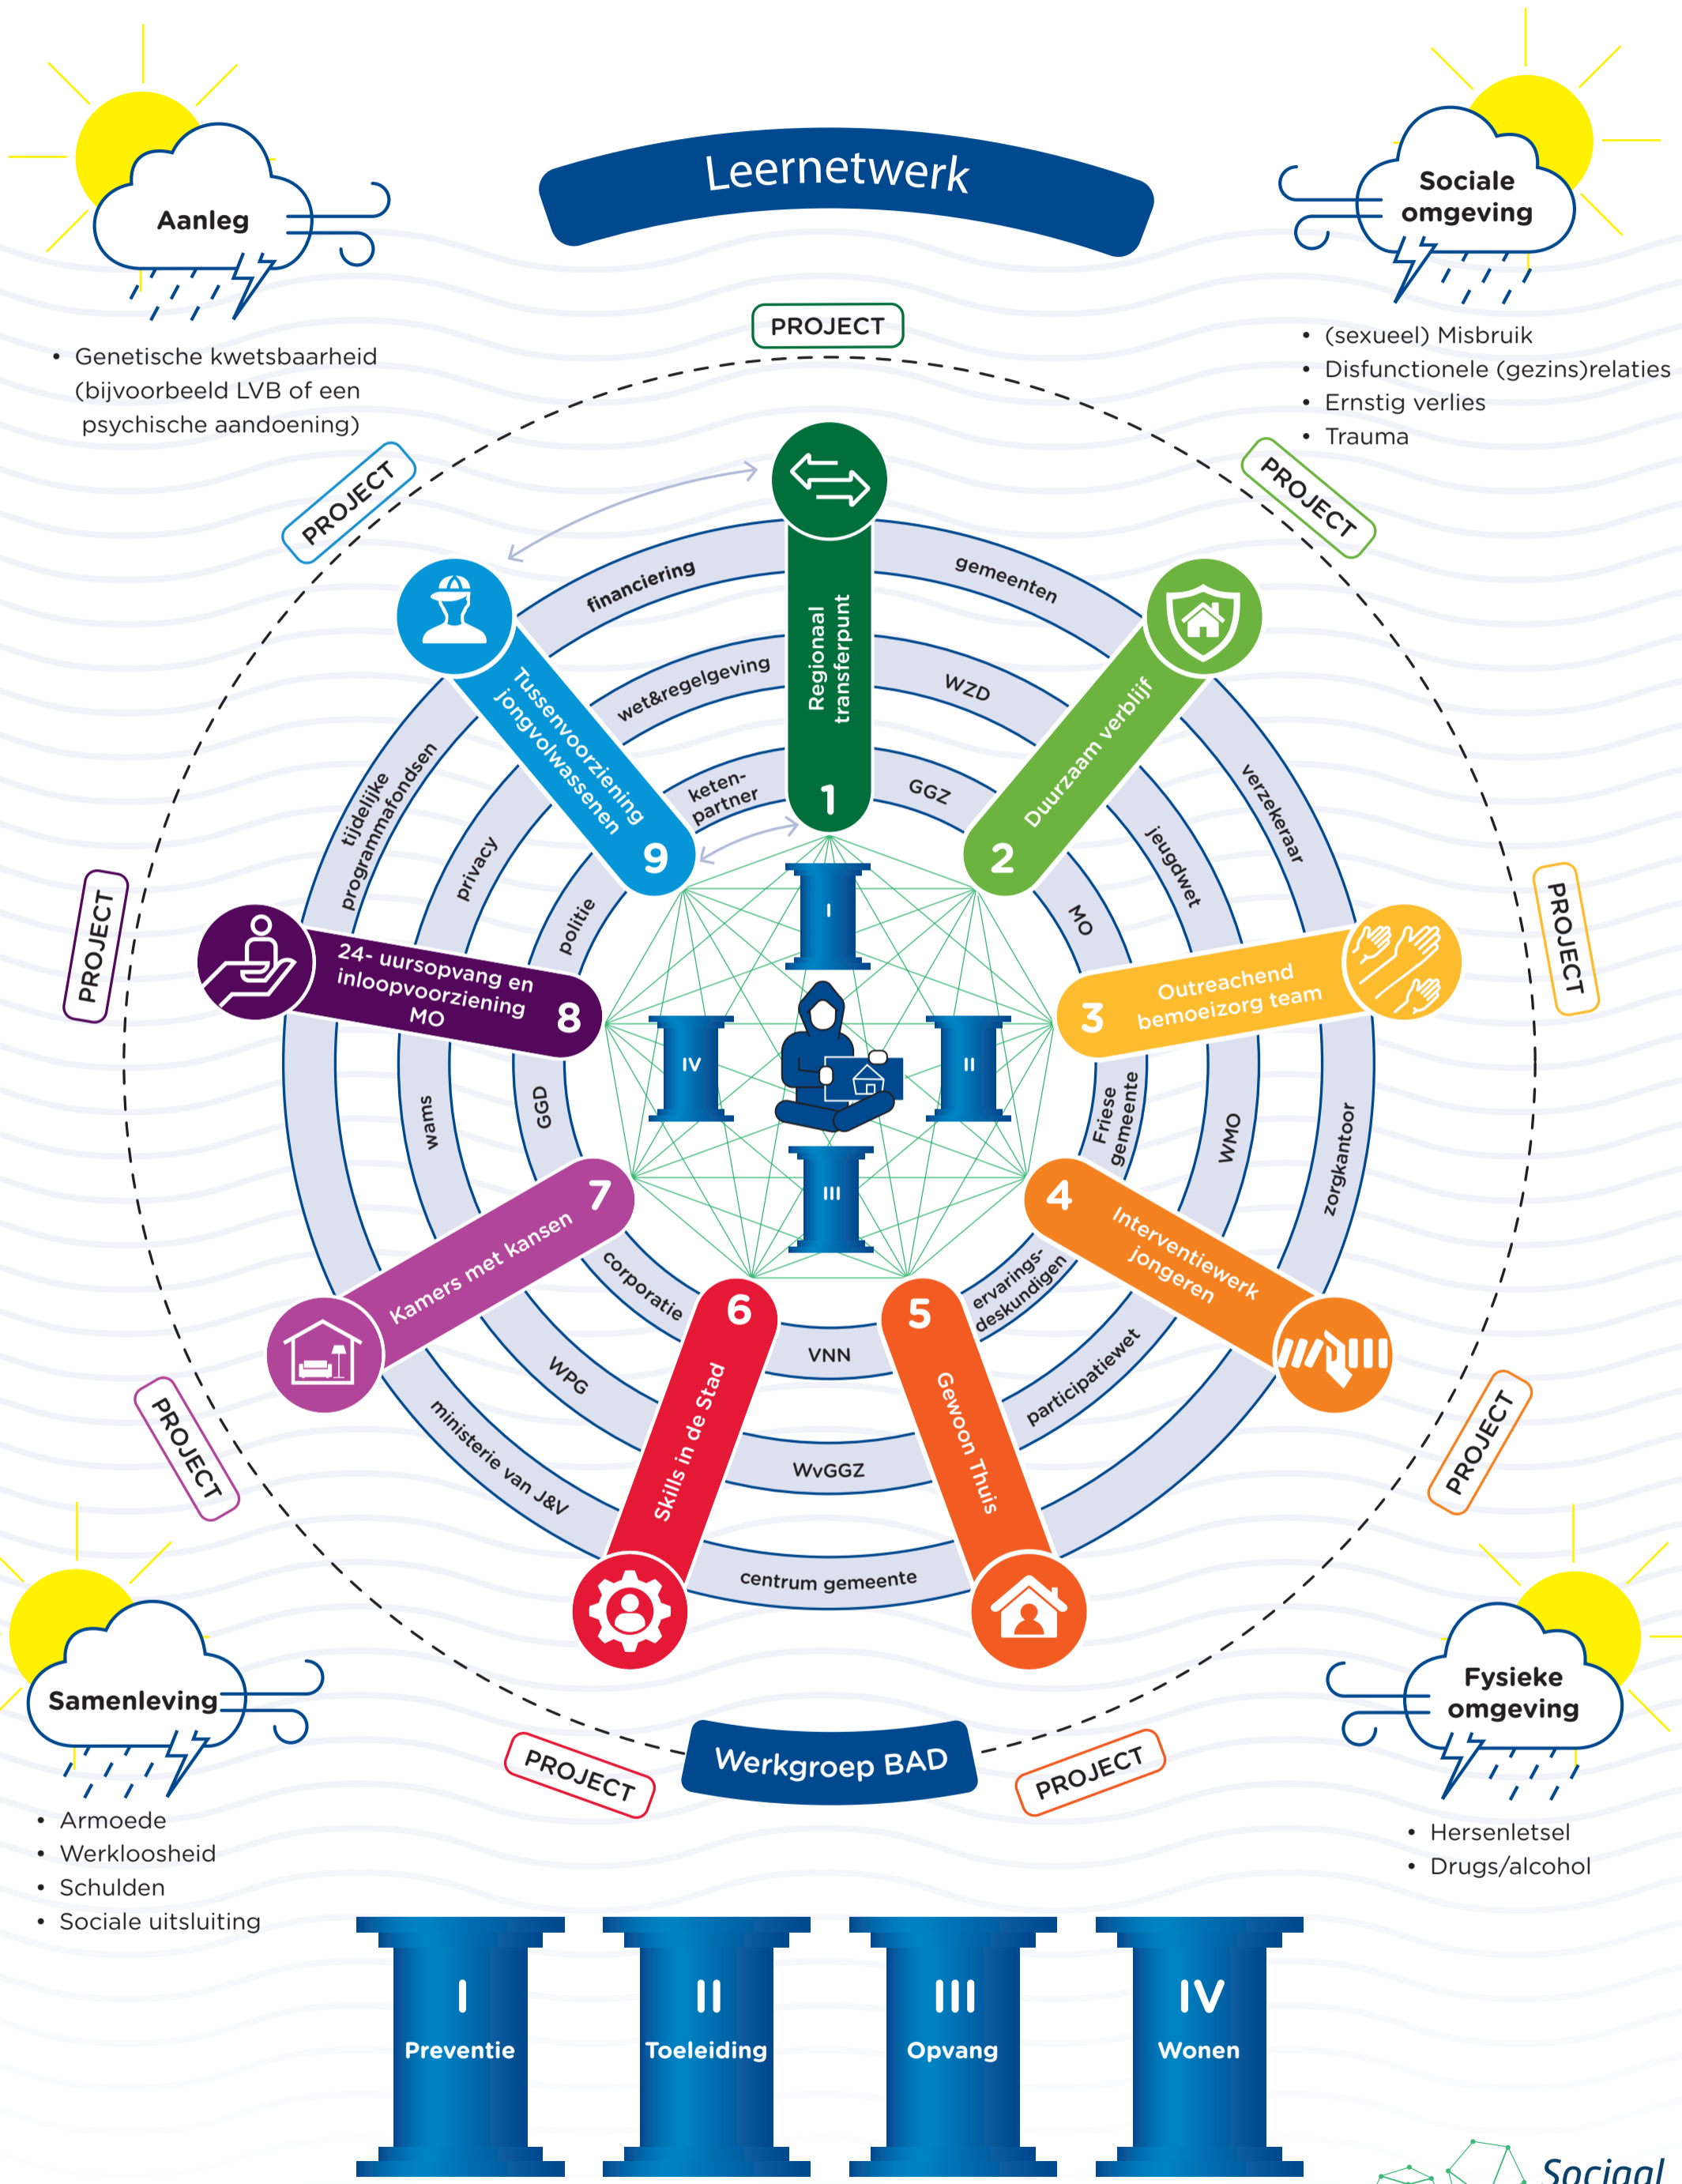 Leernetwerk
Aanleg
• Genetische kwetsbaarheid
(bijvoorbeeld LVB of een
psychische aandoening)
Sociale
omgeving
• (sexueel) Misbruik
• Disfunctionele (gezins)relaties
• Ernstig verlies
• Trauma
PROJECT
PROJECT
PROJECT
PROJECT
PROJECT
PROJECT
PROJECT
PROJECT
PROJECT
financiering
gemeenten
verzekeraar
zorgkantoor
centrum gemeente
ministerie van J&V
tijdelijke
programmafondsen
wet&regelgeving
WZD
jeugdwet
WMO
participatiewet
WvGGZ
WPG
wams
privacy
keten-
partner
GGZ
MO
Friese
gemeente
ervarings-
deskundigen
VNN
corporatie
GGD
politie
Regionaal
transferpunt
1
Duurzaam verblijf
2
Outreachend
bemoeizorg team
3
Interventiewerk
jongeren
4
Gewoon Thuis
5
Skills in de Stad
6
Kamers met kansen
7
24- uursopvang en
inloopvoorziening
MO
8
Tussenvoorziening
jongvolwassenen
9
I
IV
II
III
Samenleving
• Armoede
• Werkloosheid
• Schulden
• Sociale uitsluiting
Werkgroep BAD
Fysieke
omgeving
• Hersenletsel
• Drugs/alcohol
I
Preventie
II
Toeleiding
III
Opvang
IV
Wonen
Sociaal